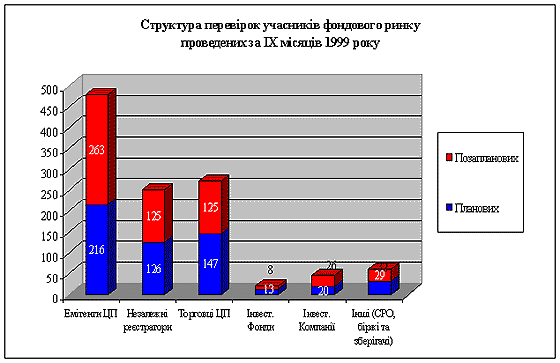 Структура перевірок учасників фондового ринку
проведених за ІХ місяців 1999 року
500
450
400
350
300
250
200
150
100
50
0
263
216
125
126
125
147
8
13
26
20
29
Емітенти ЦП
Незалежні
реєстратори
Торговці ЦП
Інвест.
Фонди
Інвест.
Компанії
Інші (СРО,
біржі та
зберігачі)
Позапланових
Планових